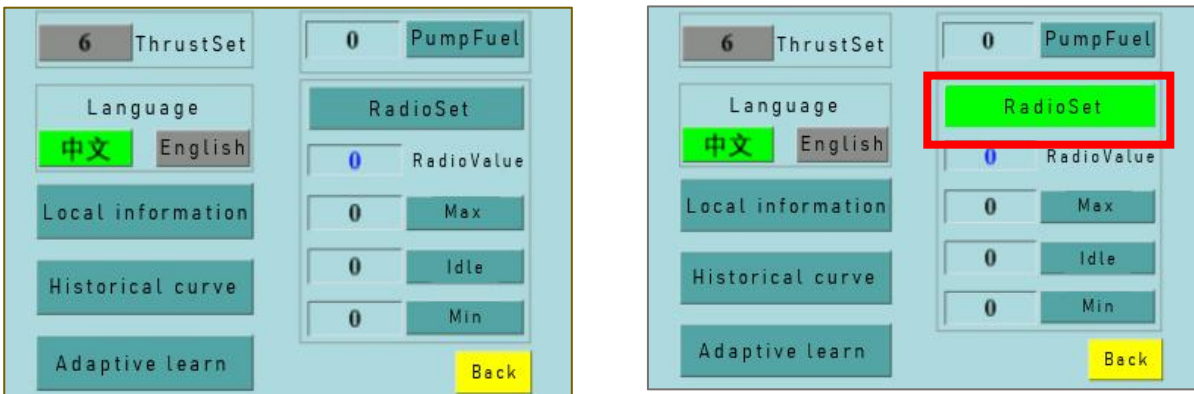 6 ThrustSet
Language
中文 English
Local information
Historical curve
Adaptive learn
0 PumpFuel
RadioSet
0 RadioValue
0 Max
0 Idle
0 Min
Back
6 ThrustSet
Language
中文 English
Local information
Historical curve
Adaptive learn
0 PumpFuel
RadioSet
0 RadioValue
0 Max
0 Idle
0 Min
Back